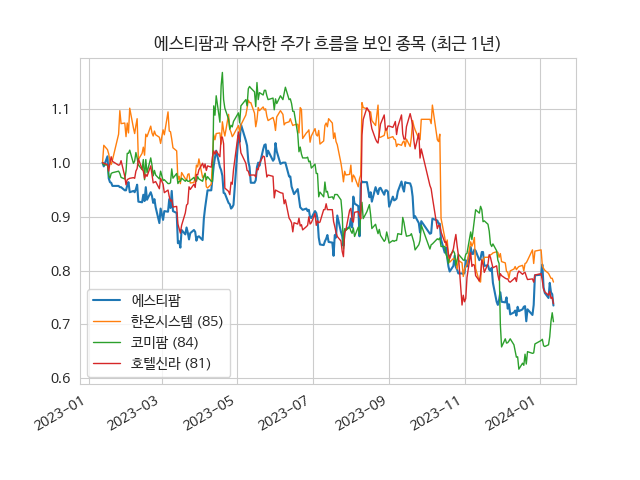 에스티팜과 유사한 주가 흐름을 보인 종목 (최근 1년)
1.1
1.0
0.9
0.8
0.7
0.6
에스티팜
한온시스템 (85)
코미팜 (84)
호텔신라 (81)
2023-01
2023-03
2023-05
2023-07
2023-09
2023-11
2024-01